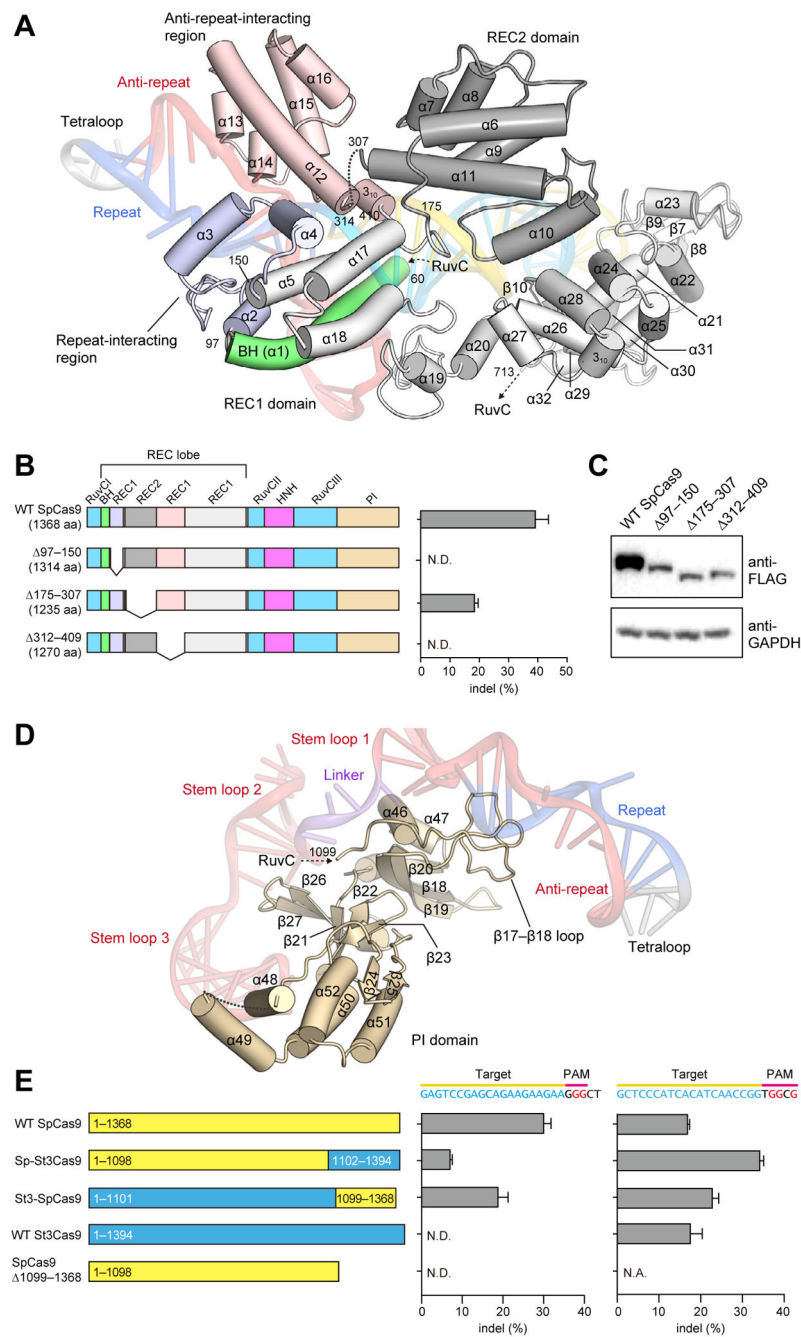 A
Anti-repeat-interacting
region
REC2 domain
Anti-repeat
α16
α15
α7
α8
Tetraloop
α13
α6
α14
307
α9
α12
α11
Repeat
3₁₀
α23
314
410
175
β9
β7
α3
α4
α17
α10
β8
150
RuvC
α24
α22
α5
60
β10
α28
α2
α21
Repeat-interacting
region
α18
α27
α26
α25
97
BH (α1)
α20
α31
3₁₀
α30
α19
713
REC1 domain
RuvC
α32
α29
B
REC lobe
RuvCI
BH
REC1
REC2
REC1
REC1
RuvCII
HNH
RuvCIII
PI
WT SpCas9
(1368 aa)
Δ97–150
(1314 aa)
N.D.
Δ175–307
(1235 aa)
Δ312–409
(1270 aa)
N.D.
0 10 20 30 40 50
indel (%)
C
WT SpCas9
Δ97–150
Δ175–307
Δ312–409
anti-
FLAG
anti-
GAPDH
D
Stem loop 1
Linker
Stem loop 2
Repeat
α46
α47
1099
RuvC
β20
β26
β22
β18
Anti-repeat
β19
β27
β21
β17–β18 loop
Tetraloop
Stem loop 3
β23
α48
β24
β25
α52
α50
α51
α49
PI domain
E
Target PAM Target PAM
GAGTCCGAGCAGAAGAAGAAGGGCT GCTCCCATCACATCAACCGGTGGCG
WT SpCas9 1–1368
Sp-St3Cas9 1–1098 1102–1394
St3-SpCas9 1–1101 1099–1368
WT St3Cas9 1–1394 N.D.
SpCas9
Δ1099–1368 1–1098 N.D. N.A.
0 10 20 30 40 0 10 20 30 40
indel (%) indel (%)